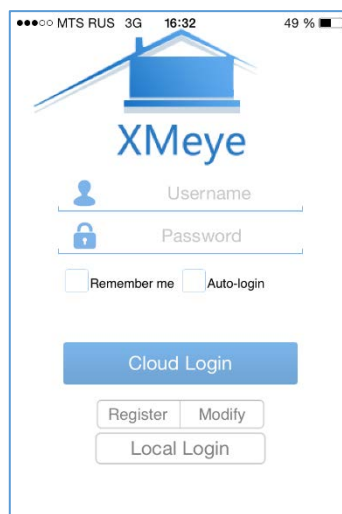 MTS RUS 3G 16:32 49 %
XMeye
Username
Password
Remember me Auto-login
Cloud Login
Register Modify
Local Login